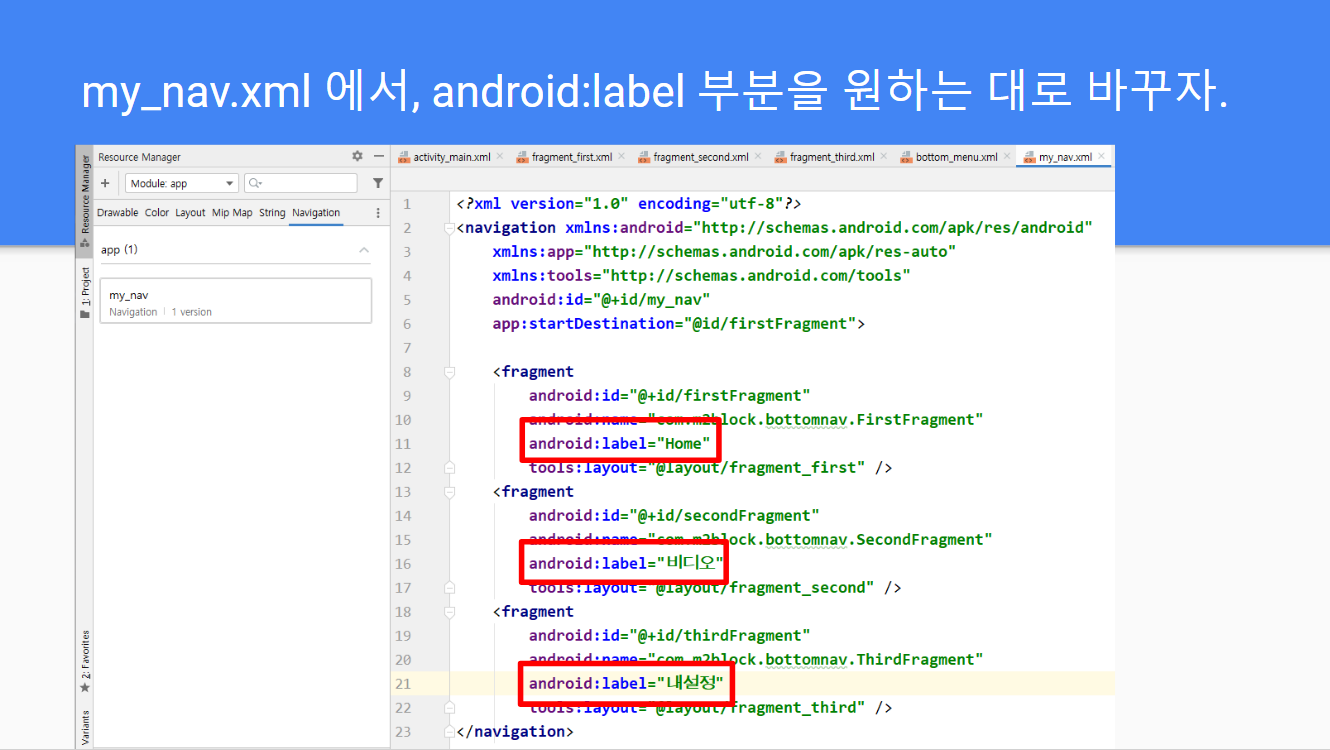 my_nav.xml 에서, android:label 부분을 원하는 대로 바꾸자.
Resource Manager
Module: app
Drawable Color Layout Mip Map String Navigation
app (1)
my_nav
Navigation | 1 version
Resource Manager
1: Project
2: Favorites
Variants
activity_main.xml fragment_first.xml fragment_second.xml fragment_third.xml bottom_menu.xml my_nav.xml
1 <?xml version="1.0" encoding="utf-8"?>
2 <navigation xmlns:android="http://schemas.android.com/apk/res/android"
3 xmlns:app="http://schemas.android.com/apk/res-auto"
4 xmlns:tools="http://schemas.android.com/tools"
5 android:id="@+id/my_nav"
6 app:startDestination="@id/firstFragment">
7
8 <fragment
9 android:id="@+id/firstFragment"
10 android:name="com.m2block.bottomnav.FirstFragment"
11 android:label="Home"
12 tools:layout="@layout/fragment_first" />
13 <fragment
14 android:id="@+id/secondFragment"
15 android:name="com.m2block.bottomnav.SecondFragment"
16 android:label="비디오"
17 tools:layout="@layout/fragment_second" />
18 <fragment
19 android:id="@+id/thirdFragment"
20 android:name="com.m2block.bottomnav.ThirdFragment"
21 android:label="내설정"
22 tools:layout="@layout/fragment_third" />
23 </navigation>